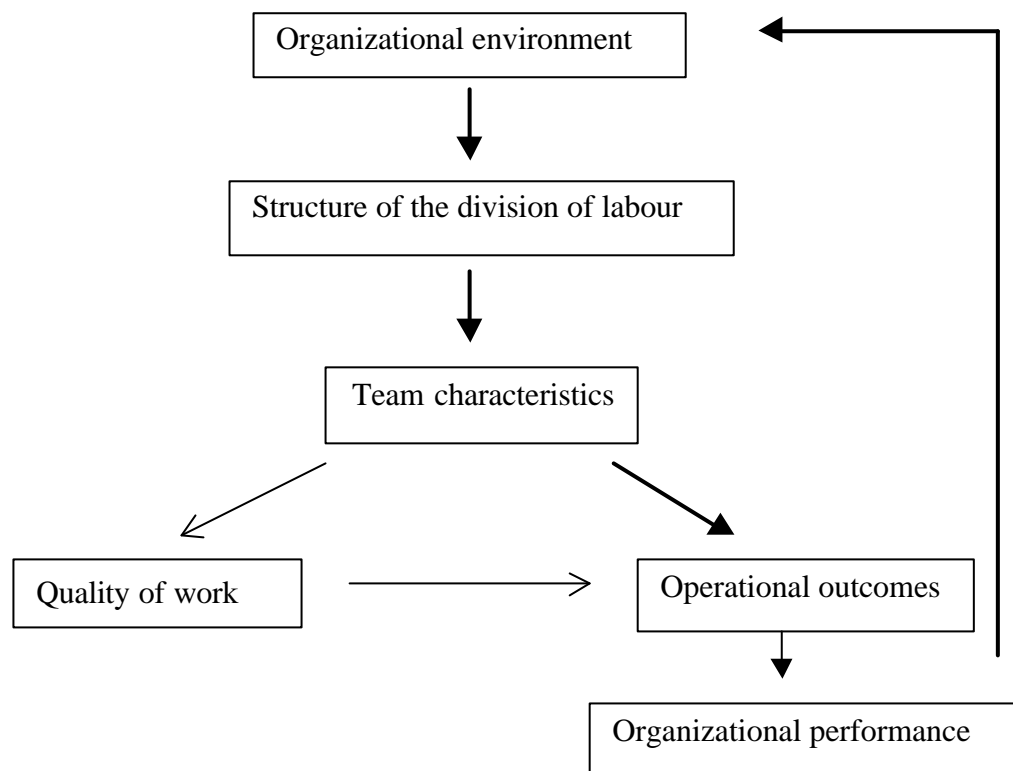 Organizational environment
Structure of the division of labour
Team characteristics
Quality of work
Operational outcomes
Organizational performance